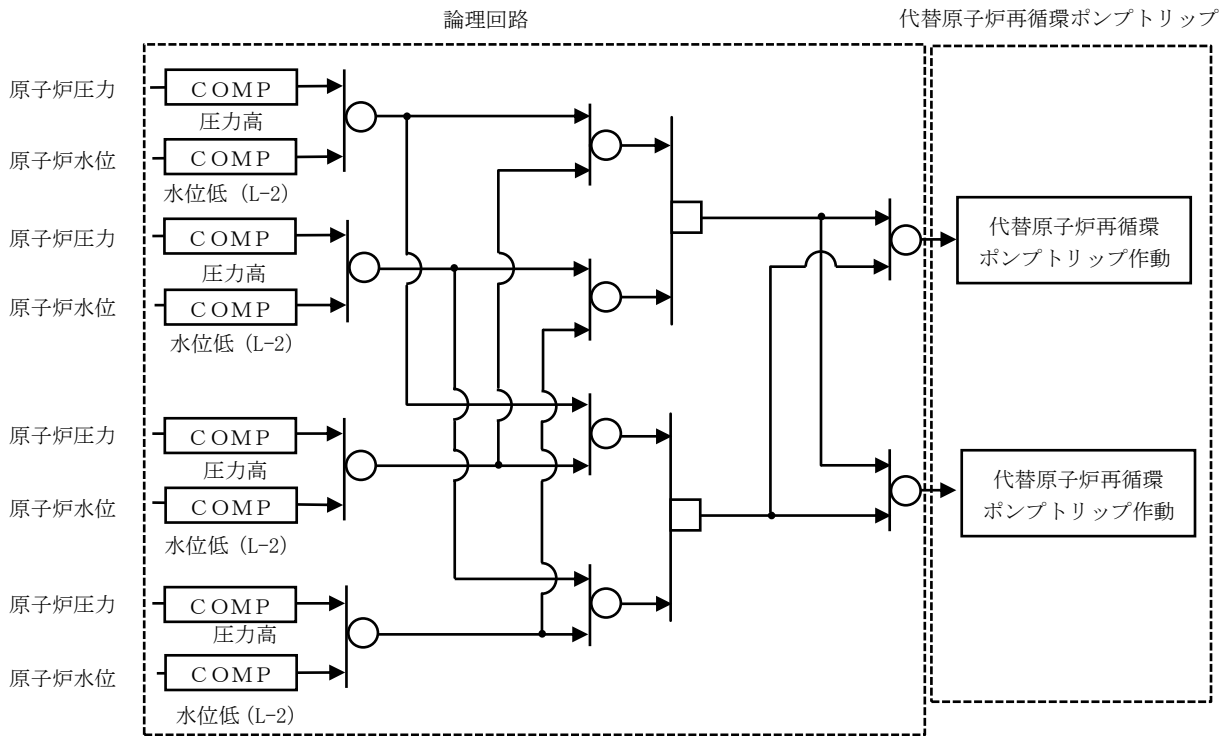 論理回路
代替原子炉再循環ポンプトリップ
原子炉圧力
ＣＯＭＰ
圧力高
原子炉水位
ＣＯＭＰ
水位低 (L-2)
原子炉圧力
ＣＯＭＰ
圧力高
原子炉水位
ＣＯＭＰ
水位低 (L-2)
原子炉圧力
ＣＯＭＰ
圧力高
原子炉水位
ＣＯＭＰ
水位低 (L-2)
原子炉圧力
ＣＯＭＰ
圧力高
原子炉水位
ＣＯＭＰ
水位低 (L-2)
代替原子炉再循環
ポンプトリップ作動
代替原子炉再循環
ポンプトリップ作動